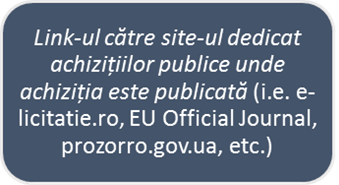 Link-ul către site-ul dedicat
achizițiilor publice unde
achiziția este publicată (i.e. e-
licitatie.ro, EU Official Journal,
prozorro.gov.ua, etc.)